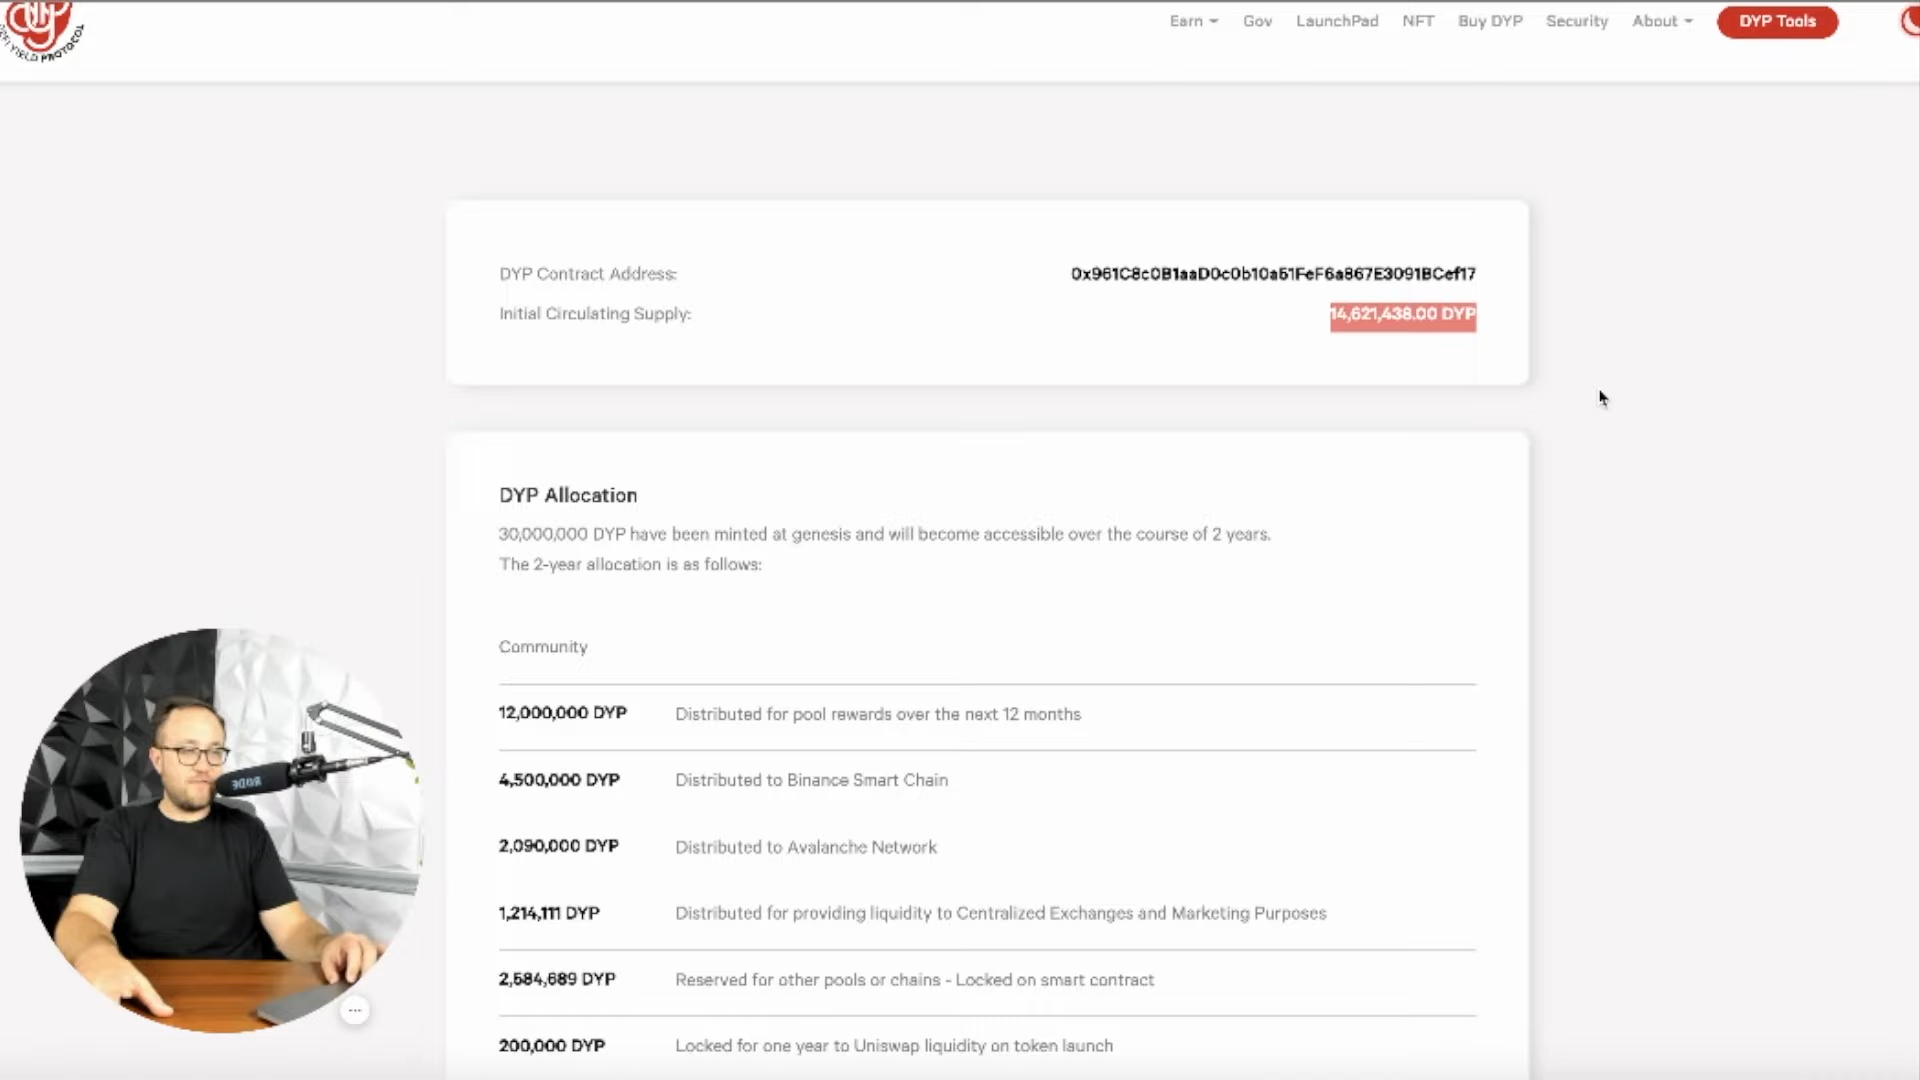 DEFI YIELD PROTOCOL
Earn Gov LaunchPad NFT Buy DYP Security About DYP Tools
DYP Contract Address: 0x961C8c0B1aaD0c0b10a51FeF6a867E3091BCef17
Initial Circulating Supply: 14,621,438.00 DYP
DYP Allocation
30,000,000 DYP have been minted at genesis and will become accessible over the course of 2 years.
The 2-year allocation is as follows:
Community
12,000,000 DYP Distributed for pool rewards over the next 12 months
4,500,000 DYP Distributed to Binance Smart Chain
2,090,000 DYP Distributed to Avalanche Network
1,214,111 DYP Distributed for providing liquidity to Centralized Exchanges and Marketing Purposes
2,584,689 DYP Reserved for other pools or chains - Locked on smart contract
200,000 DYP Locked for one year to Uniswap liquidity on token launch
RODE